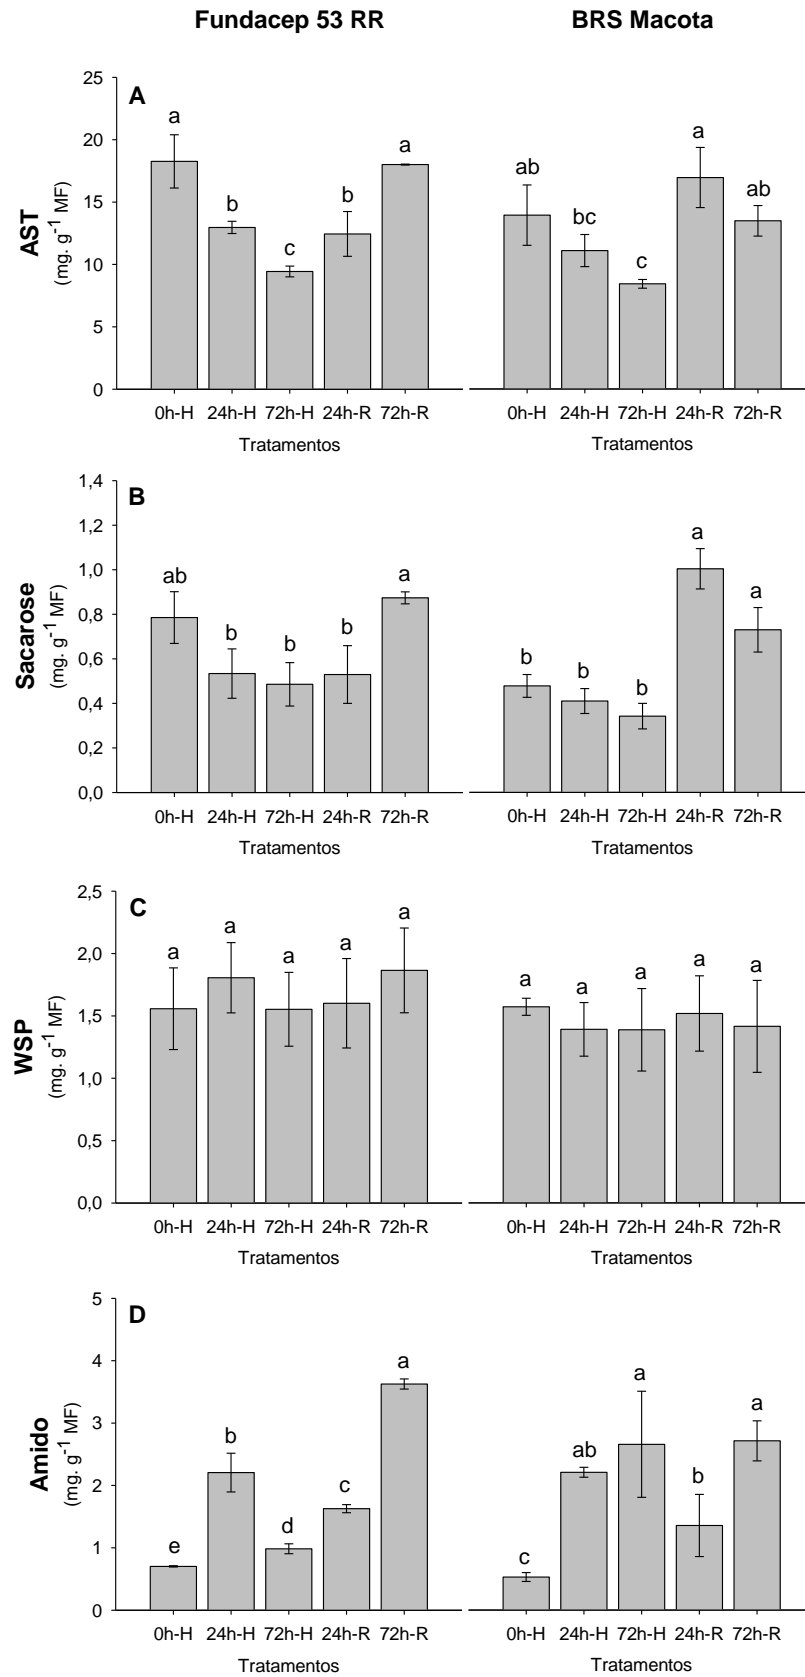 Fundacep 53 RR BRS Macota
A
AST
(mg. g-1 MF)
25
20
15
10
5
0
a b c b a
ab bc c a ab
0h-H 24h-H 72h-H 24h-R 72h-R 0h-H 24h-H 72h-H 24h-R 72h-R
Tratamentos Tratamentos
B
Sacarose
(mg. g-1 MF)
1,4
1,2
1,0
0,8
0,6
0,4
0,2
0,0
ab b b b a
b b b a a
0h-H 24h-H 72h-H 24h-R 72h-R 0h-H 24h-H 72h-H 24h-R 72h-R
Tratamentos Tratamentos
C
WSP
(mg. g-1 MF)
2,5
2,0
1,5
1,0
0,5
0,0
a a a a a
a a a a a
0h-H 24h-H 72h-H 24h-R 72h-R 0h-H 24h-H 72h-H 24h-R 72h-R
Tratamentos Tratamentos
D
Amido
(mg. g-1 MF)
5
4
3
2
1
0
e b d c a
c ab a b a
0h-H 24h-H 72h-H 24h-R 72h-R 0h-H 24h-H 72h-H 24h-R 72h-R
Tratamentos Tratamentos